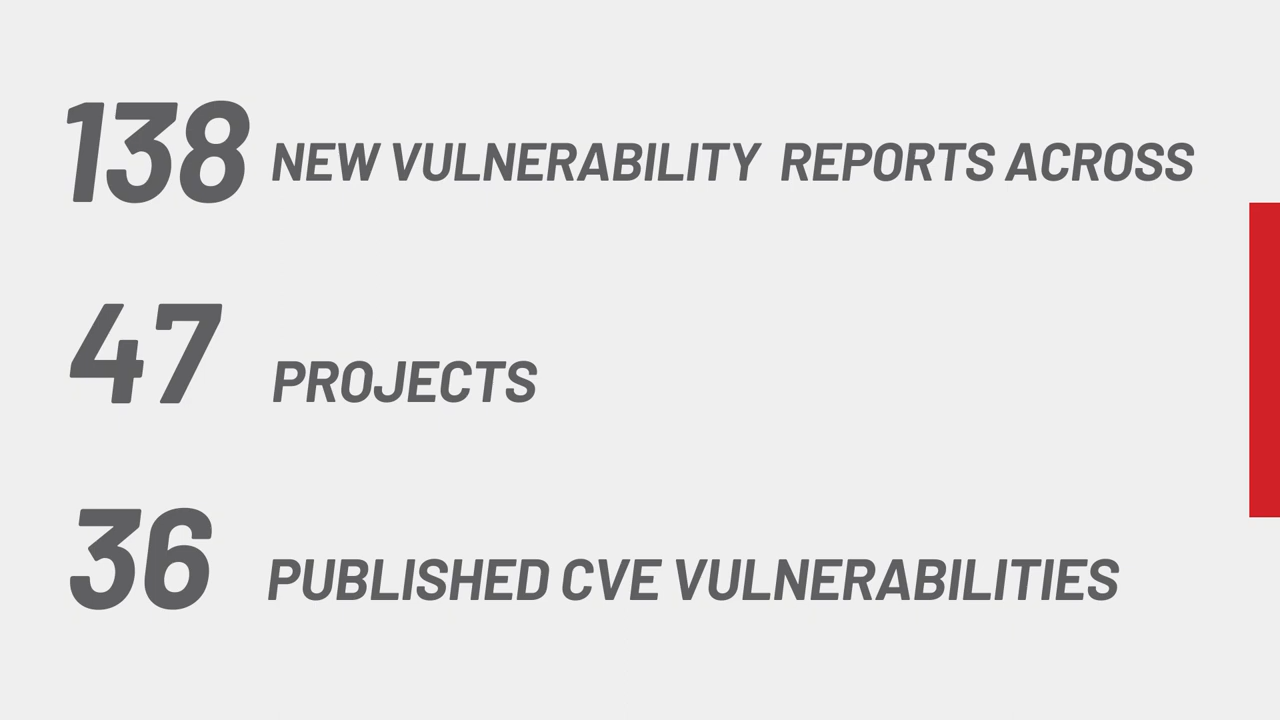 138 NEW VULNERABILITY REPORTS ACROSS
47 PROJECTS
36 PUBLISHED CVE VULNERABILITIES